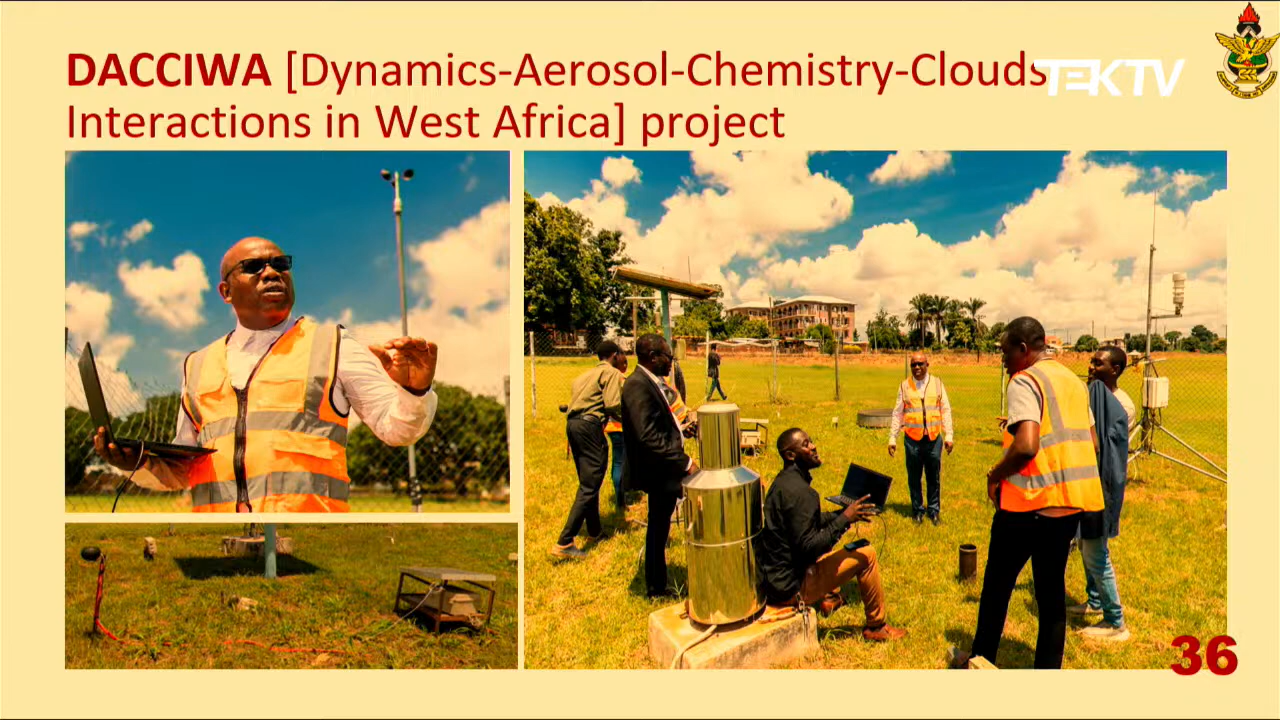 DACCIWA [Dynamics-Aerosol-Chemistry-Clouds
TEKTV
Interactions in West Africa] project
36